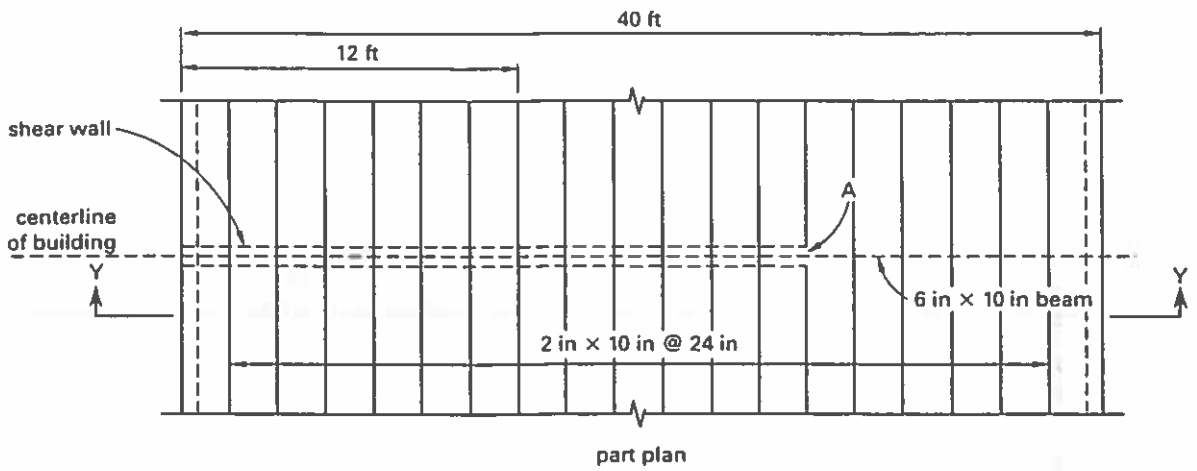 40 ft
12 ft
shear wall
A
centerline
of building
Y
Y
6 in × 10 in beam
2 in × 10 in @ 24 in
part plan